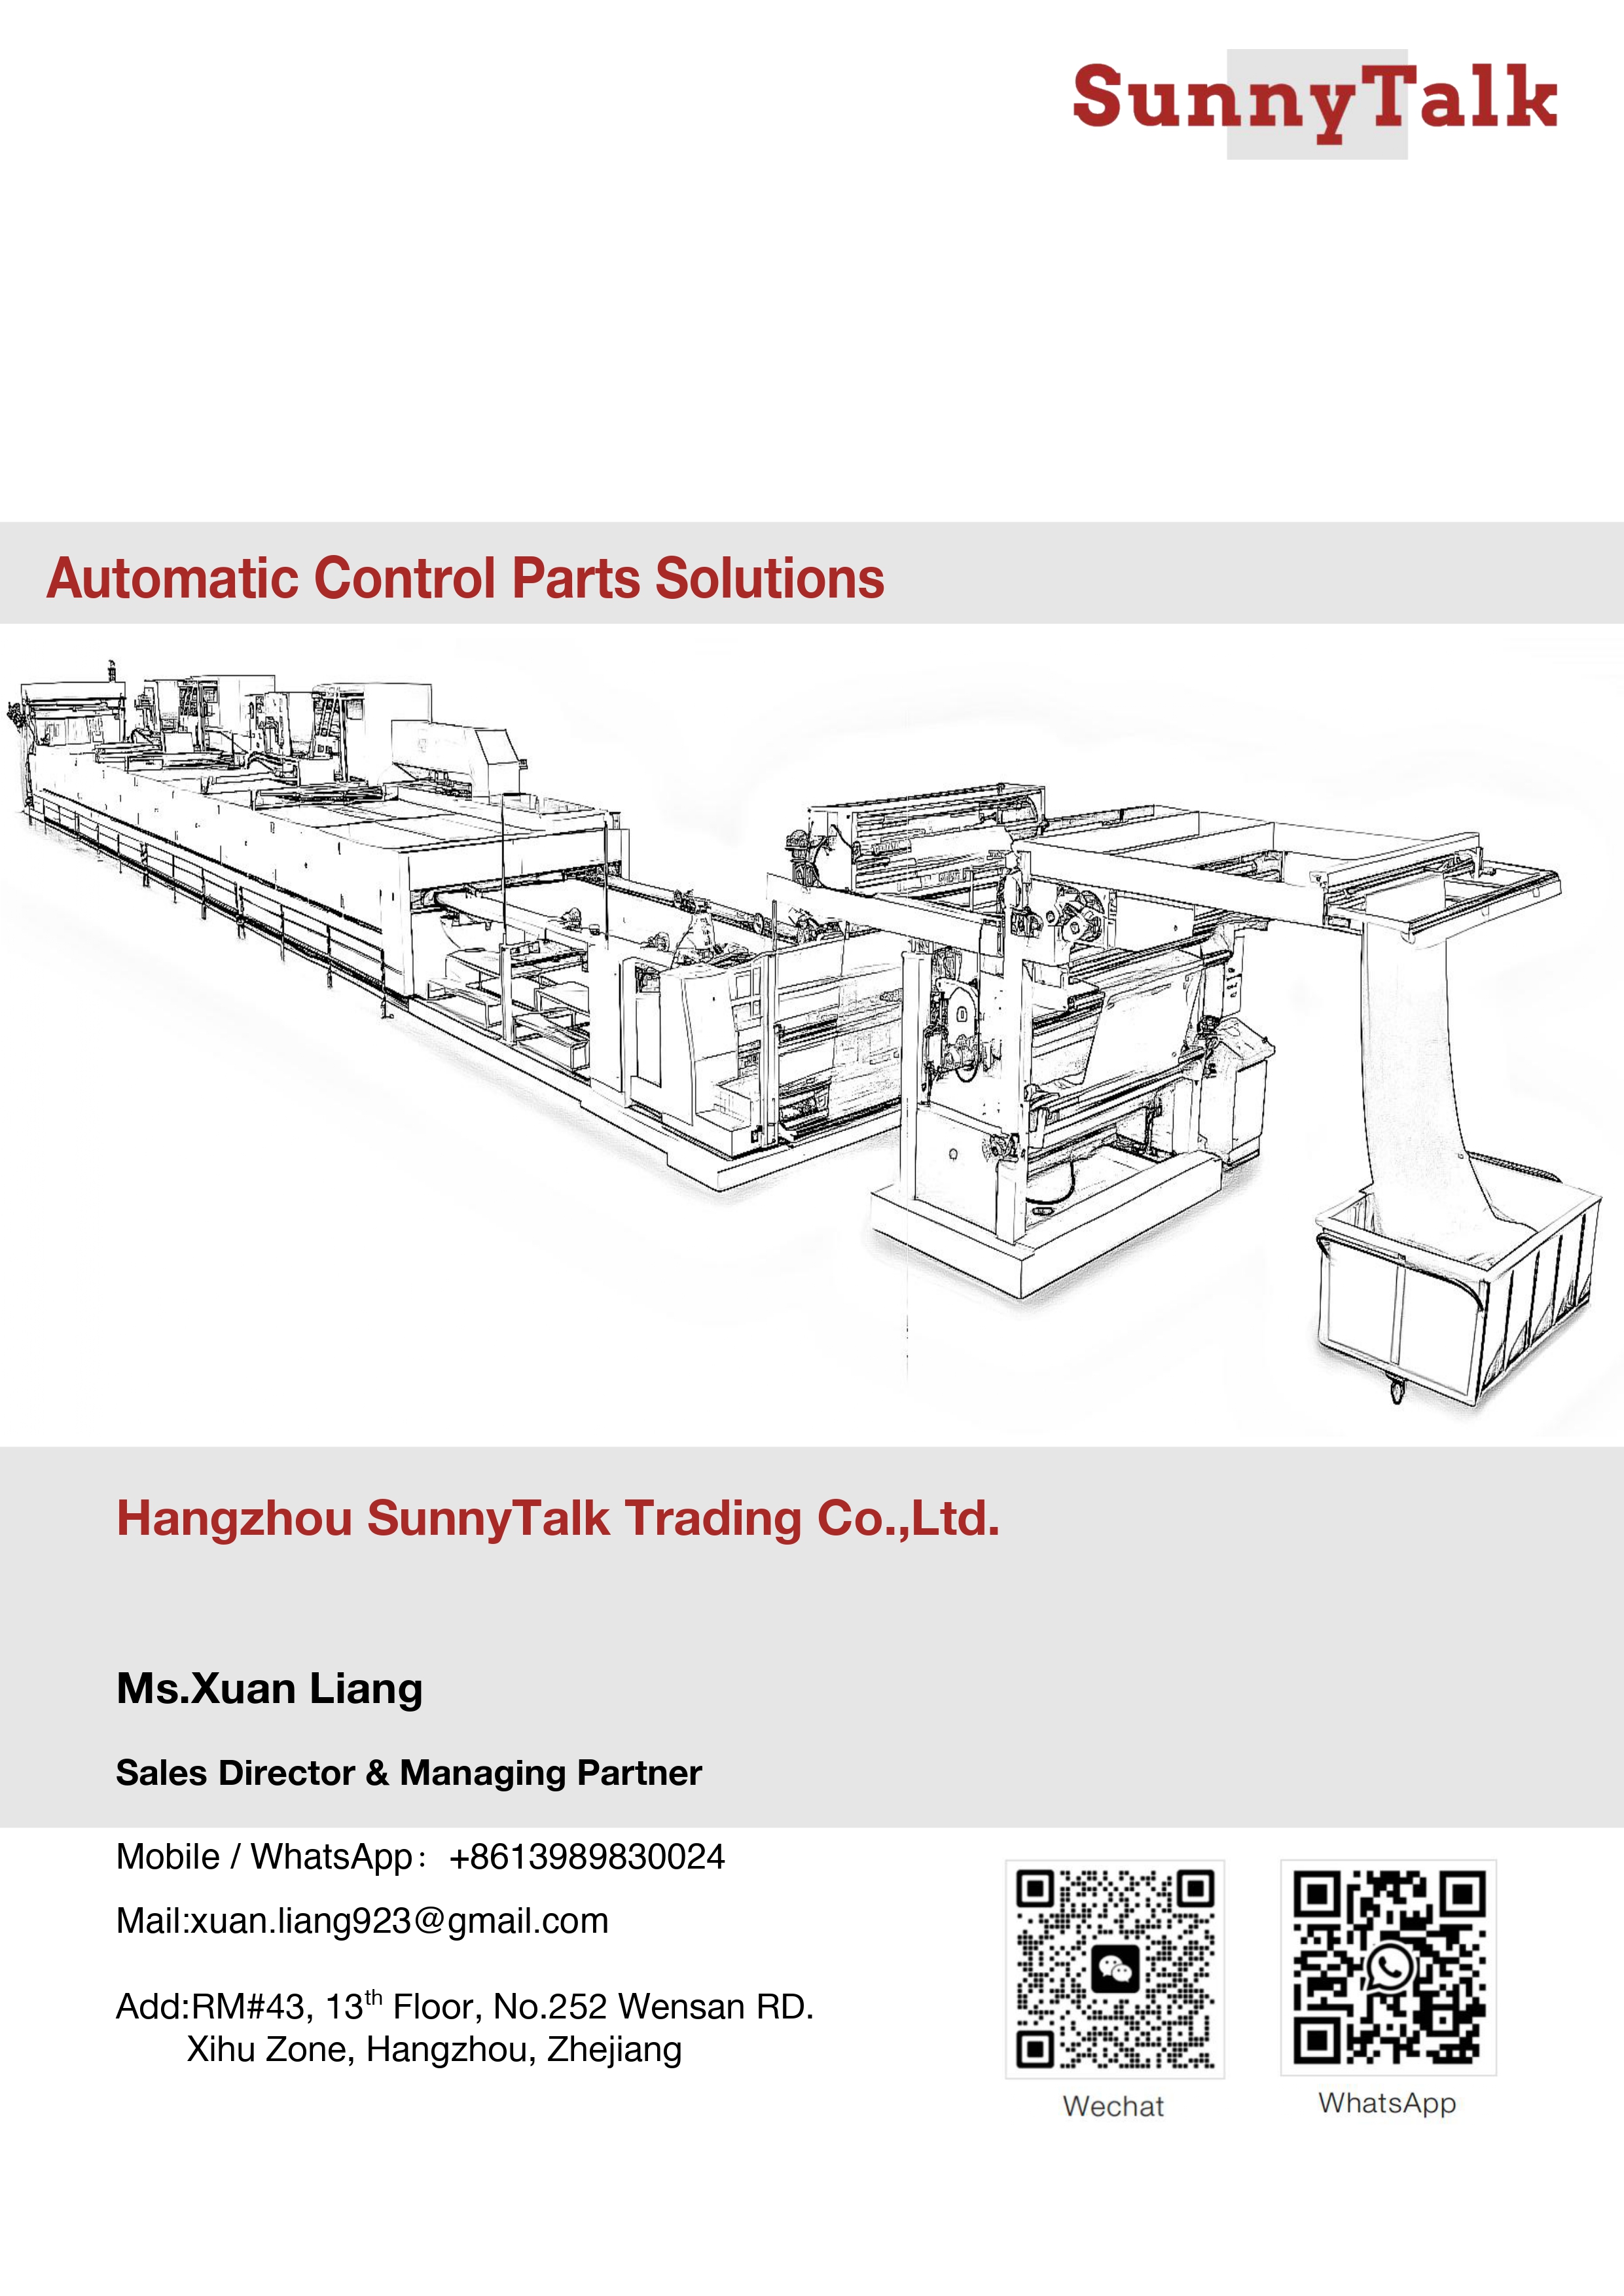 SunnyTalk
Automatic Control Parts Solutions
Hangzhou SunnyTalk Trading Co.,Ltd.
Ms.Xuan Liang
Sales Director & Managing Partner
Mobile / WhatsApp：+8613989830024
Mail:xuan.liang923@gmail.com
Add:RM#43, 13th Floor, No.252 Wensan RD.
Xihu Zone, Hangzhou, Zhejiang
Wechat
WhatsApp